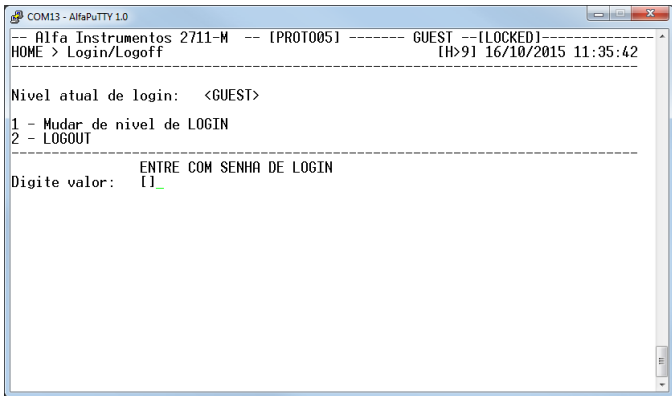 COM13 - AlfaPuTTY 1.0
-- Alfa Instrumentos 2711-M -- [PROTO05] ------- GUEST --[LOCKED]--------------
HOME > Login/Logoff [H>9] 16/10/2015 11:35:42
--------------------------------------------------------------------------------
Nivel atual de login: <GUEST>
1 - Mudar de nivel de LOGIN
2 - LOGOUT
--------------------------------------------------------------------------------
ENTRE COM SENHA DE LOGIN
Digite valor: []_